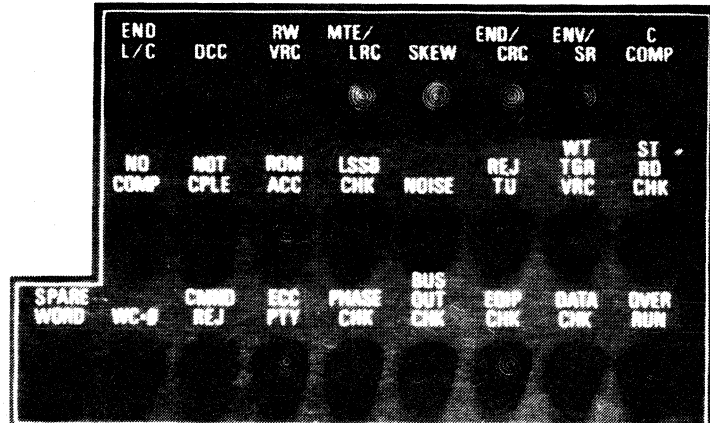 END L/C DCC RW VRC MTE/ LRC SKEW END/ CRC ENV/ SR C COMP
NO COMP NOT CPLE ROM ACC LSSB CHK NOISE REJ TU WT TGR VRC ST RD CHK
SPARE WORD WC-0 CMND REJ ECC PTY PHASE CHK BUS OUT CHK EQIP CHK DATA CHK OVER RUN